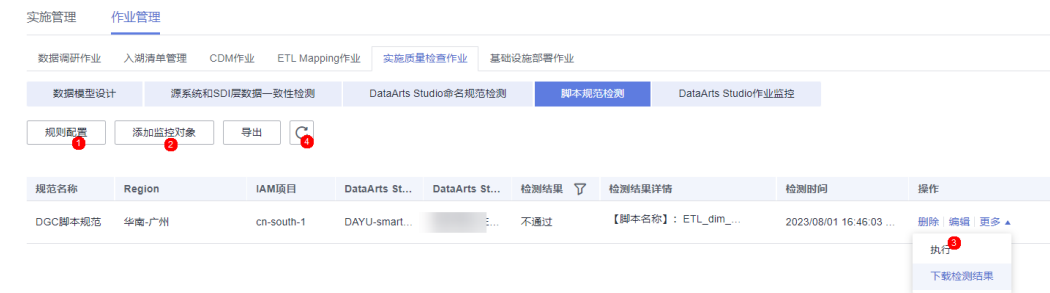 实施管理 作业管理
数据调研作业 入湖清单管理 CDM作业 ETL Mapping作业 实施质量检查作业 基础设施部署作业
数据模型设计 源系统和SDI层数据一致性检测 DataArts Studio命名规范检测 脚本规范检测 DataArts Studio作业监控
规则配置 添加监控对象 导出
1 2 4
规范名称 Region IAM项目 DataArts St... DataArts St... 检测结果 检测结果详情 检测时间 操作
DGC脚本规范 华南-广州 cn-south-1 DAYU-smart... 不通过 【脚本名称】：ETL_dim_... 2023/08/01 16:46:03 ... 删除 编辑 更多
执行 3
下载检测结果